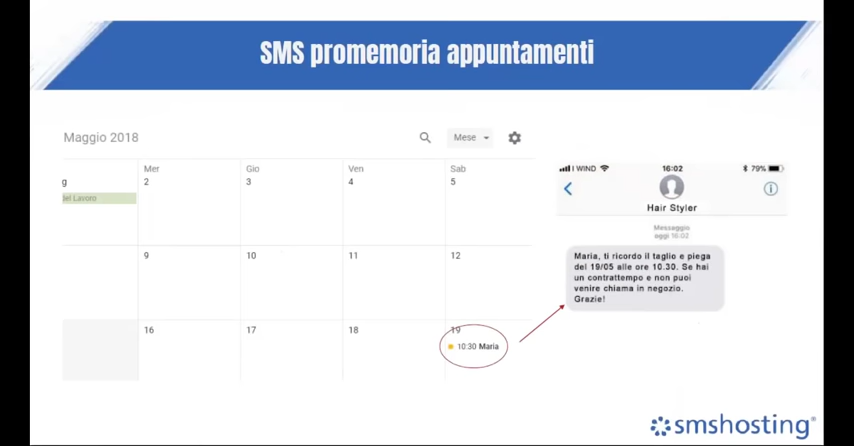 SMS promemoria appuntamenti
Maggio 2018
Mese
g
Mer
Gio
Ven
Sab
2
3
4
5
del Lavoro
9
10
11
12
16
17
18
19
10:30 Maria
WIND
16:02
79%
Hair Styler
Messaggio
oggi 16:02
Maria, ti ricordo il taglio e piega
del 19/05 alle ore 10.30. Se hai
un contrattempo e non puoi
venire chiama in negozio.
Grazie!
smshosting®